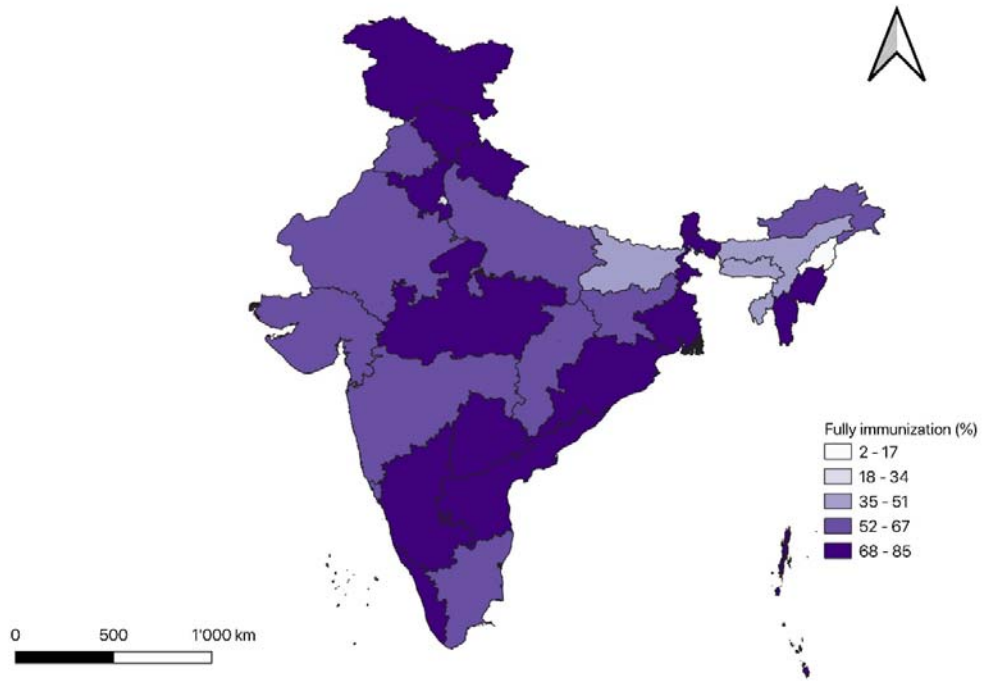 Fully immunization (%)
2 - 17
18 - 34
35 - 51
52 - 67
68 - 85
0 500 1'000 km